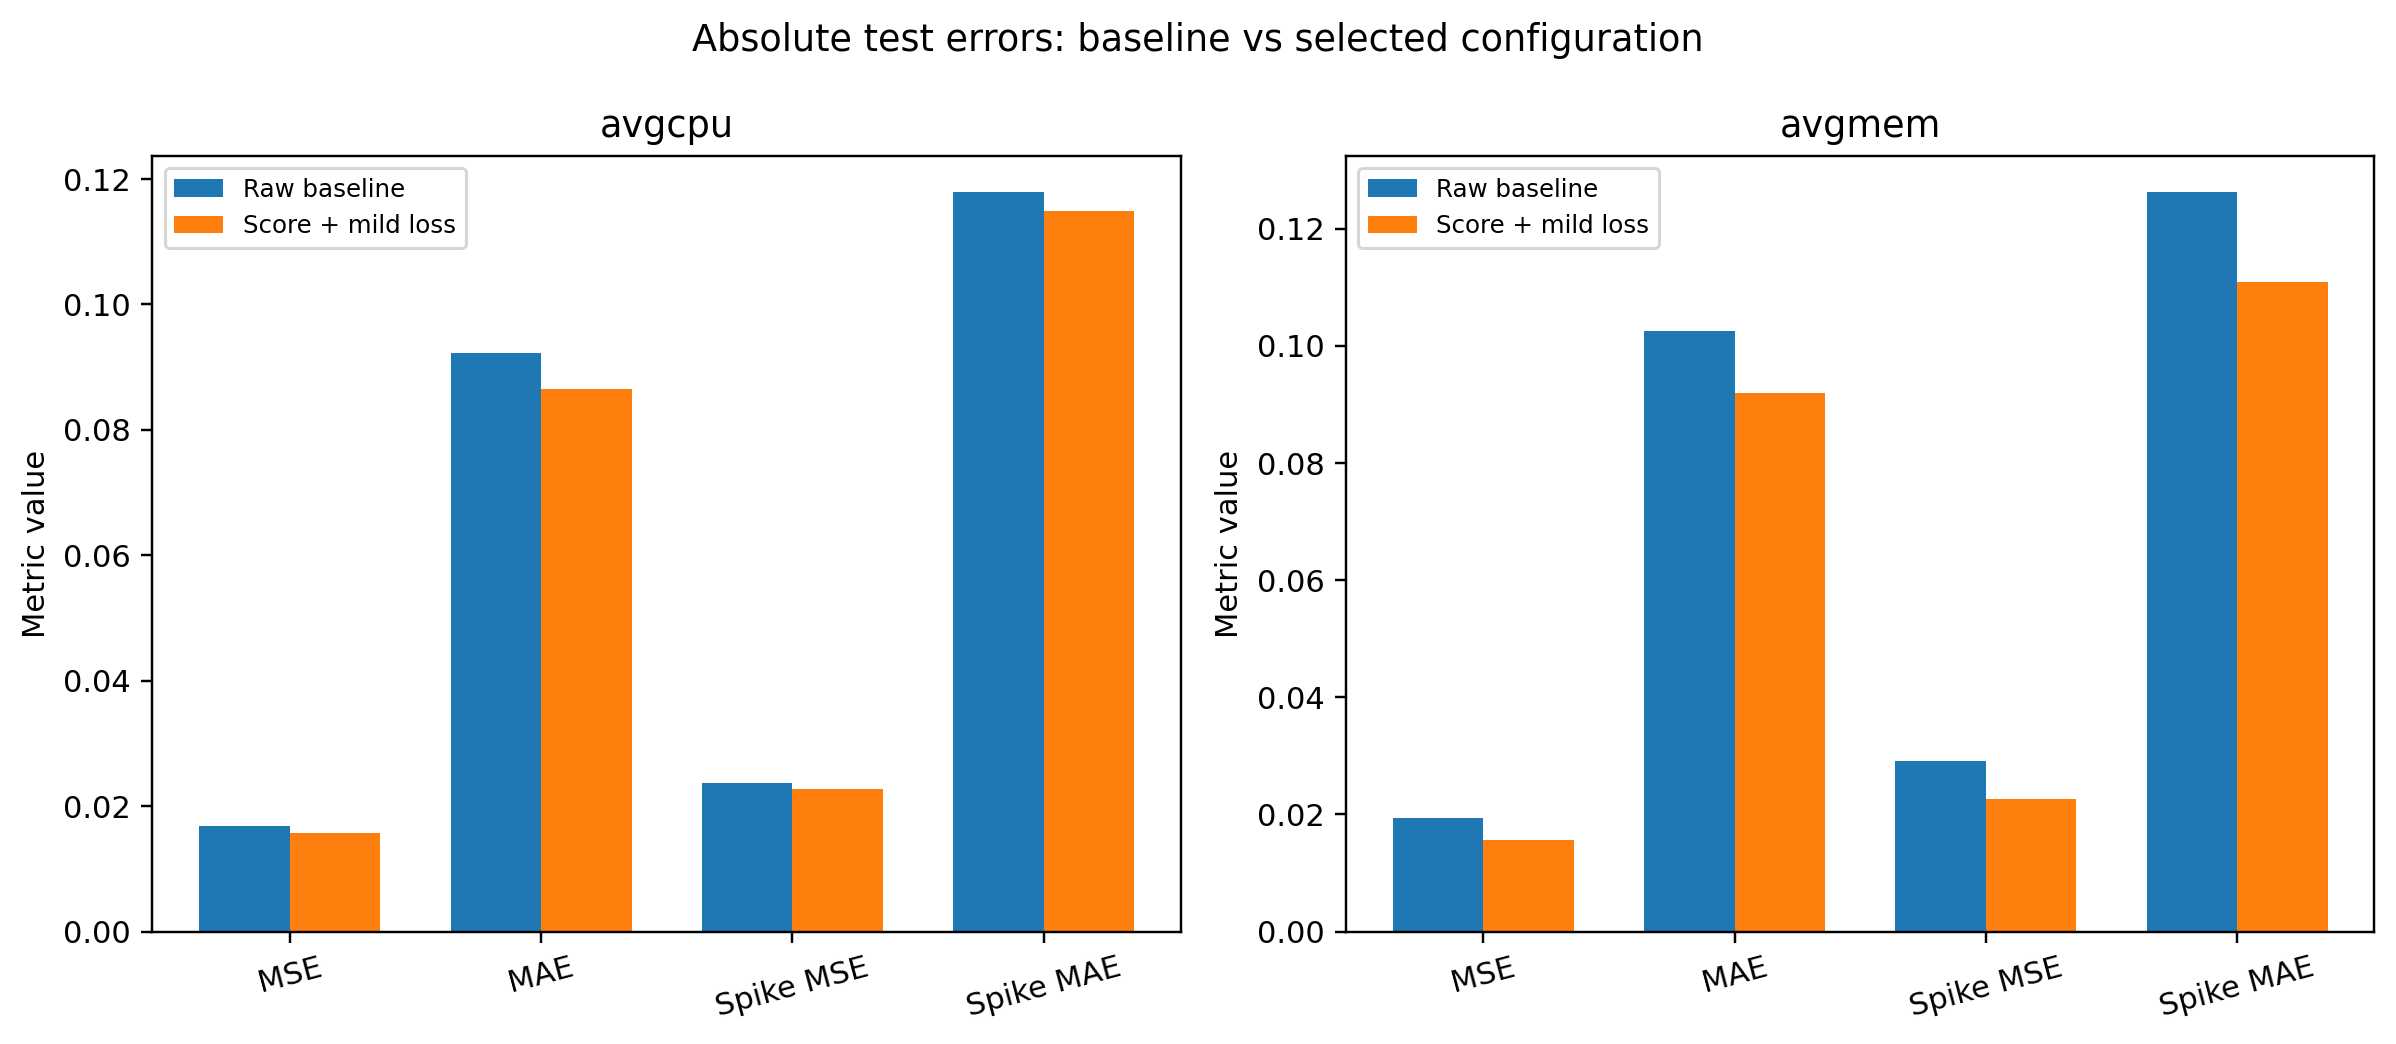 Absolute test errors: baseline vs selected configuration
avgcpu
Raw baseline
Score + mild loss
Metric value
0.12
0.10
0.08
0.06
0.04
0.02
0.00
MSE
MAE
Spike MSE
Spike MAE
avgmem
Raw baseline
Score + mild loss
Metric value
0.12
0.10
0.08
0.06
0.04
0.02
0.00
MSE
MAE
Spike MSE
Spike MAE